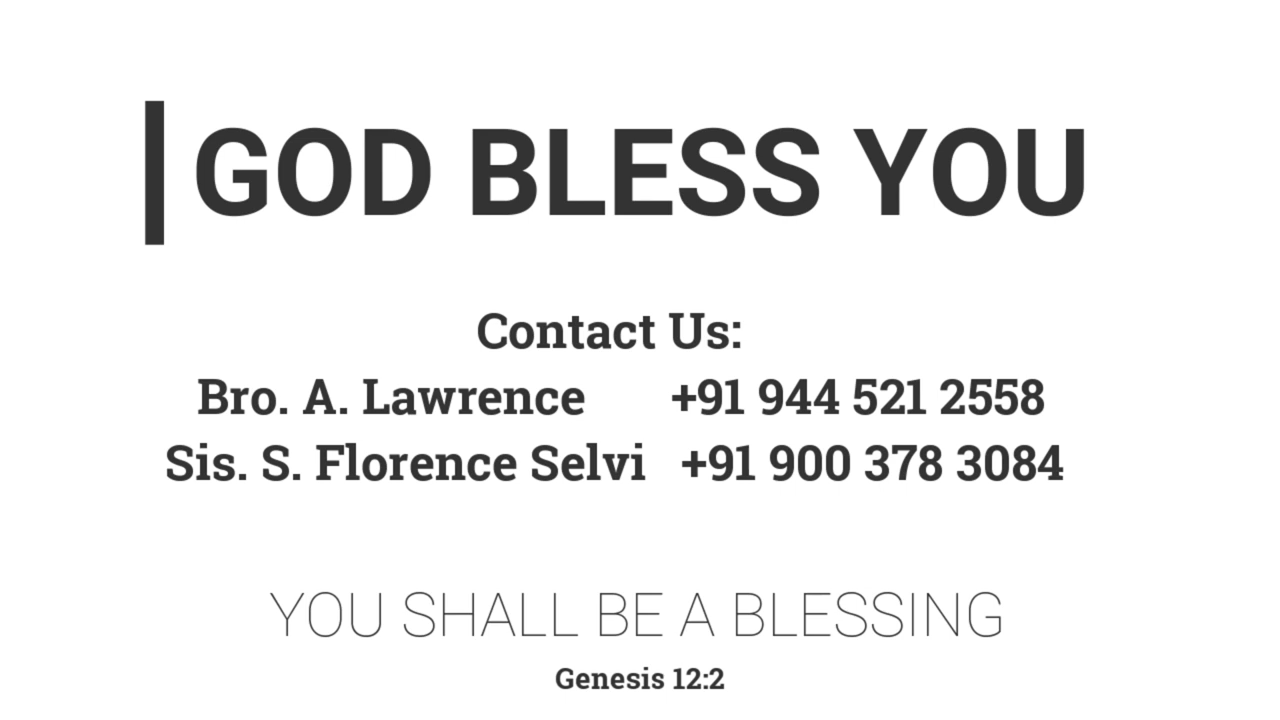 GOD BLESS YOU
Contact Us:
Bro. A. Lawrence +91 944 521 2558
Sis. S. Florence Selvi +91 900 378 3084
YOU SHALL BE A BLESSING
Genesis 12:2